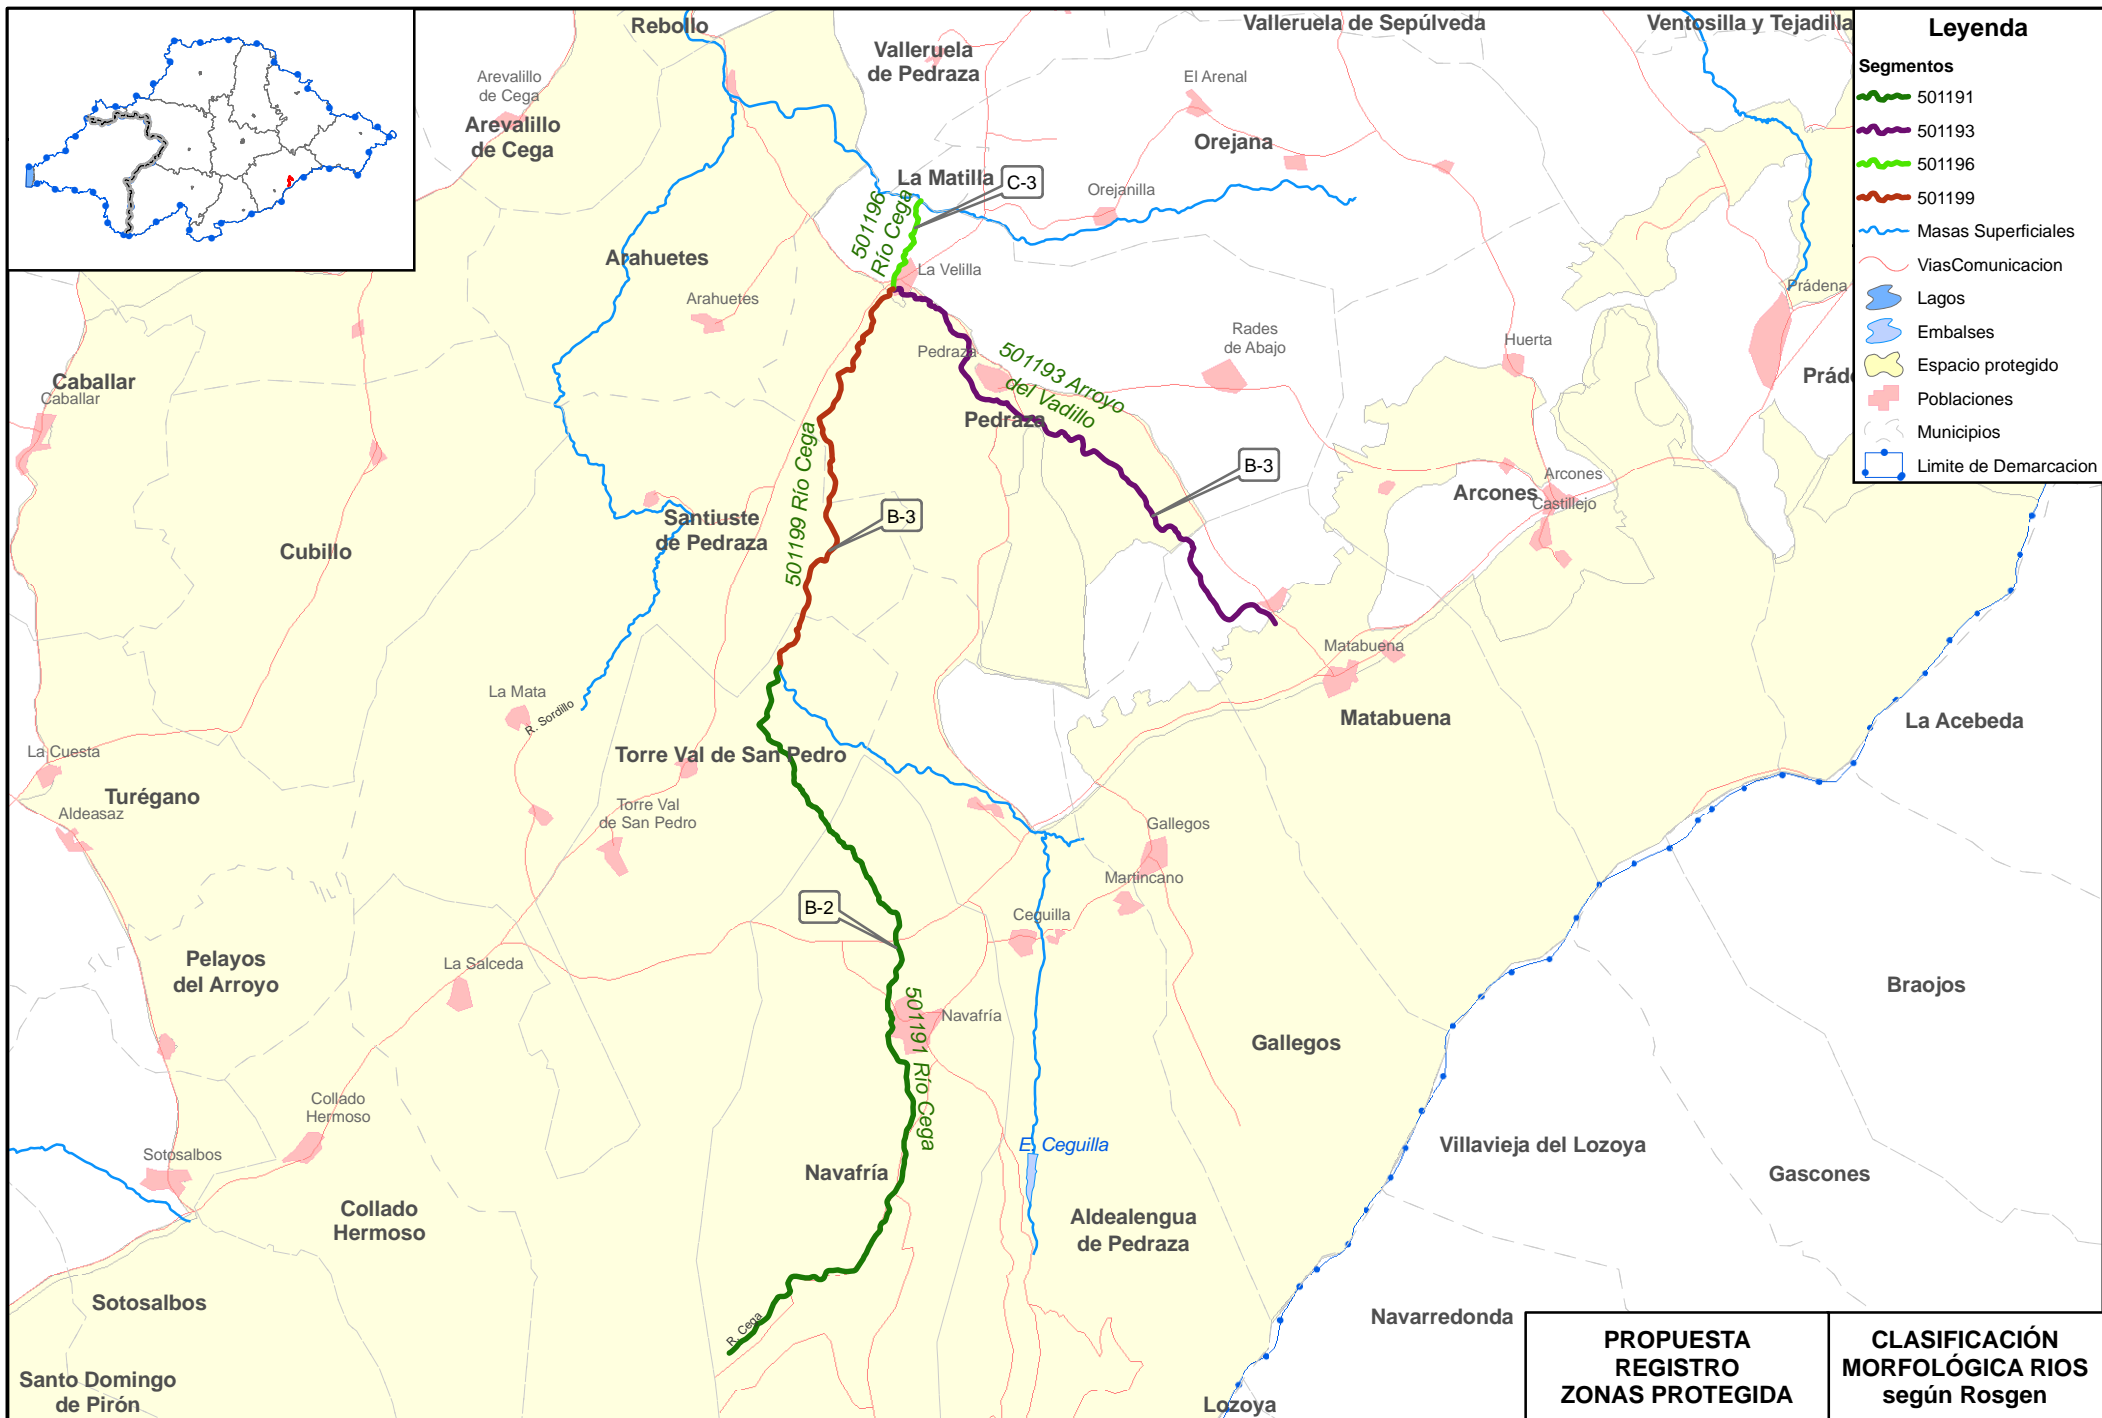 Rebollo
Valleruela
de Pedraza
Valleruela de Sepúlveda
Ventosilla y Tejadilla
Arevalillo
de Cega
Arevalillo
de Cega
El Arenal
Orejana
La Matilla
C-3
Orejanilla
501196
Río Cega
Arahuetes
Arahuetes
La Velilla
Prádena
Pedraza
Rades
de Abajo
Huerta
501193 Arroyo
del Vadillo
Pedraza
Caballar
Caballar
501199 Río Cega
B-3
B-3
Arcones
Arcones
Castillejo
Santiuste
de Pedraza
Cubillo
Matabuena
Matabuena
La Mata
R. Sordillo
La Acebeda
La Cuesta
Torre Val de San Pedro
Turégano
Aldeasaz
Torre Val
de San Pedro
Gallegos
Martincano
B-2
Ceguilla
Pelayos
del Arroyo
La Salceda
Braojos
501191 Río Cega
Navafría
Gallegos
Collado
Hermoso
Sotosalbos
E. Ceguilla
Villavieja del Lozoya
Navafría
Gascones
Collado
Hermoso
Aldealengua
de Pedraza
Sotosalbos
R. Cega
Navarredonda
Santo Domingo
de Pirón
Lozoya
Leyenda
Segmentos
501191
501193
501196
501199
Masas Superficiales
ViasComunicacion
Lagos
Embalses
Espacio protegido
Poblaciones
Municipios
Limite de Demarcacion
PROPUESTA
REGISTRO
ZONAS PROTEGIDA
CLASIFICACIÓN
MORFOLÓGICA RIOS
según Rosgen